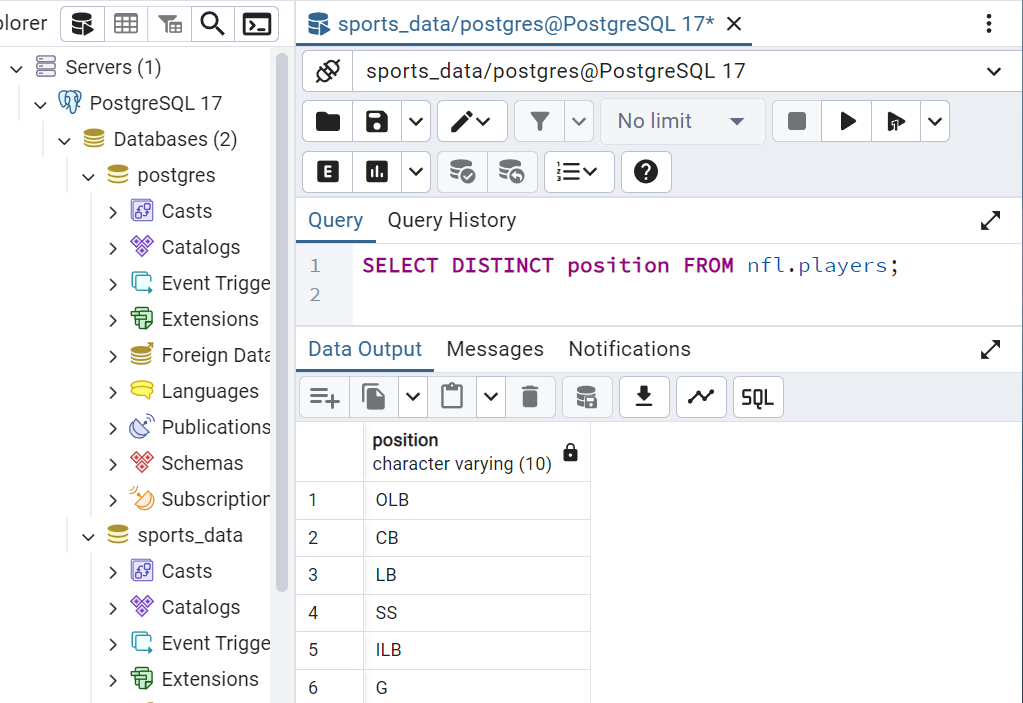 plorer
Servers (1)
PostgreSQL 17
Databases (2)
postgres
Casts
Catalogs
Event Trigge
Extensions
Foreign Data
Languages
Publications
Schemas
Subscription
sports_data
Casts
Catalogs
Event Trigge
Extensions
sports_data/postgres@PostgreSQL 17*
sports_data/postgres@PostgreSQL 17
No limit
E
Query Query History
1 SELECT DISTINCT position FROM nfl.players;
2
Data Output Messages Notifications
SQL
position
character varying (10)
1 OLB
2 CB
3 LB
4 SS
5 ILB
6 G